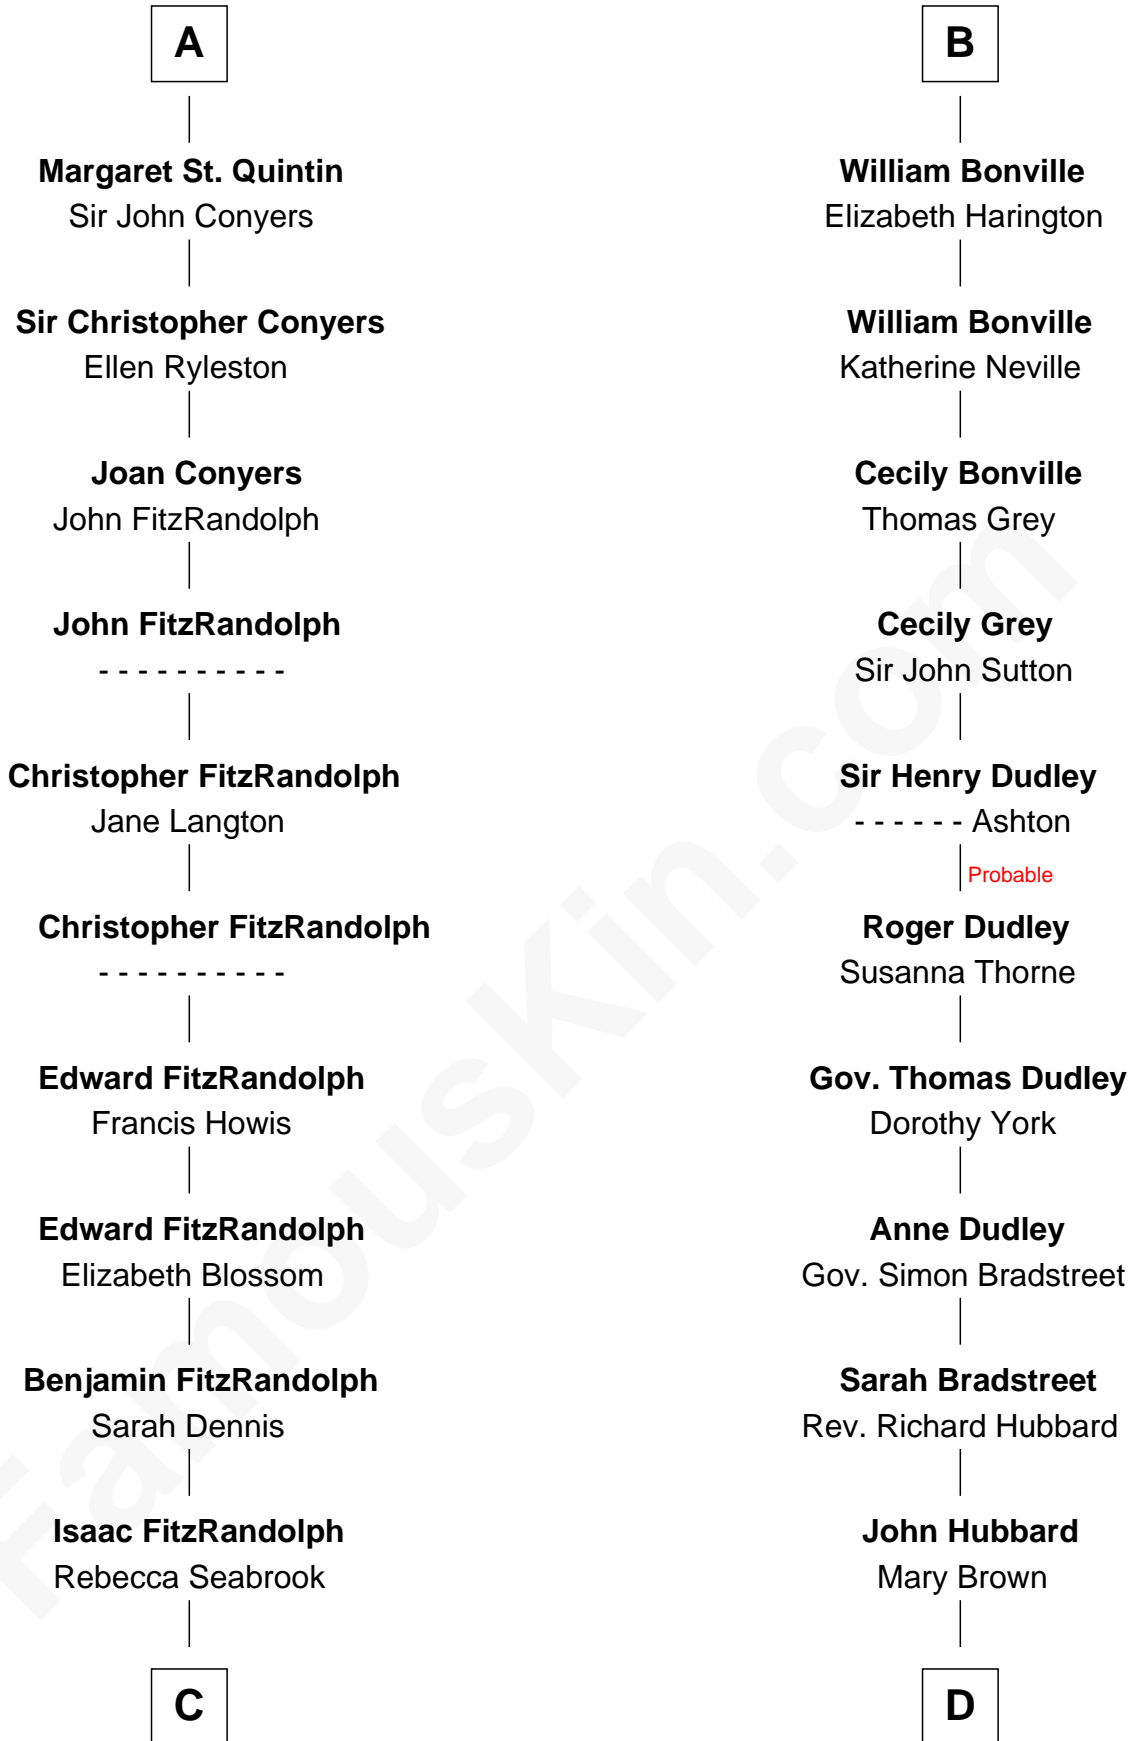 A
Margaret St. Quintin
Sir John Conyers
Sir Christopher Conyers
Ellen Ryleston
Joan Conyers
John FitzRandolph
John FitzRandolph
- - - - - - - - - -
Christopher FitzRandolph
Jane Langton
Christopher FitzRandolph
- - - - - - - - - -
Edward FitzRandolph
Francis Howis
Edward FitzRandolph
Elizabeth Blossom
Benjamin FitzRandolph
Sarah Dennis
Isaac FitzRandolph
Rebecca Seabrook
C
B
William Bonville
Elizabeth Harington
William Bonville
Katherine Neville
Cecily Bonville
Thomas Grey
Cecily Grey
Sir John Sutton
Sir Henry Dudley
- - - - - - Ashton
Probable
Roger Dudley
Susanna Thorne
Gov. Thomas Dudley
Dorothy York
Anne Dudley
Gov. Simon Bradstreet
Sarah Bradstreet
Rev. Richard Hubbard
John Hubbard
Mary Brown
D
FamousKin.com